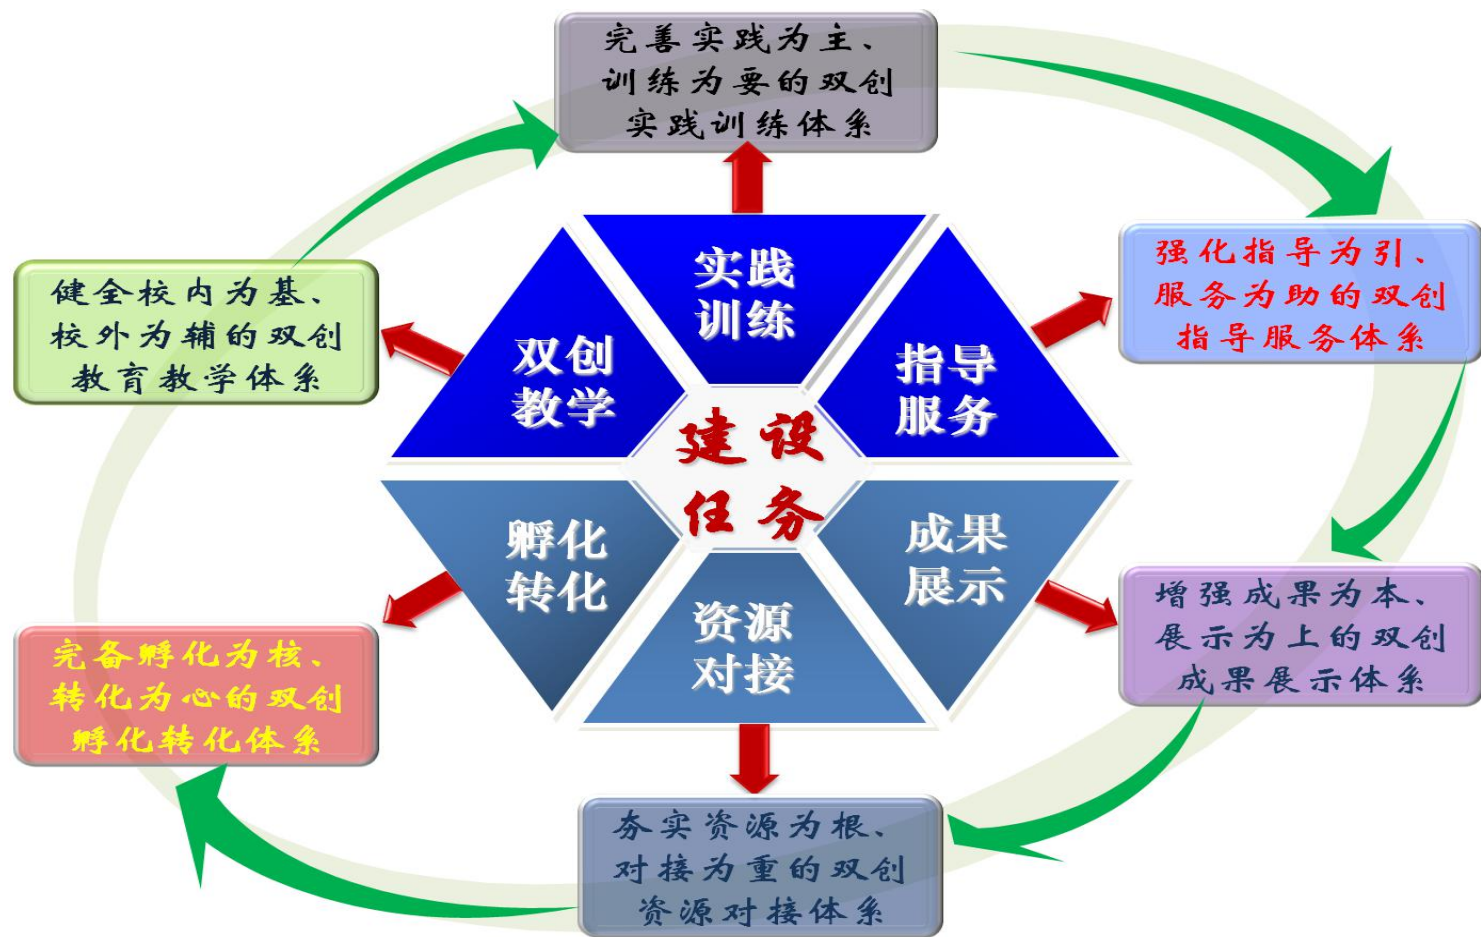 完善实践为主、
训练为要的双创
实践训练体系
强化指导为引、
服务为助的双创
指导服务体系
健全校内为基、
校外为辅的双创
教育教学体系
实践
训练
双创
教学
指导
服务
建设
任务
孵化
转化
成果
展示
资源
对接
增强成果为本、
展示为上的双创
成果展示体系
完备孵化为核、
转化为心的双创
孵化转化体系
夯实资源为根、
对接为重的双创
资源对接体系